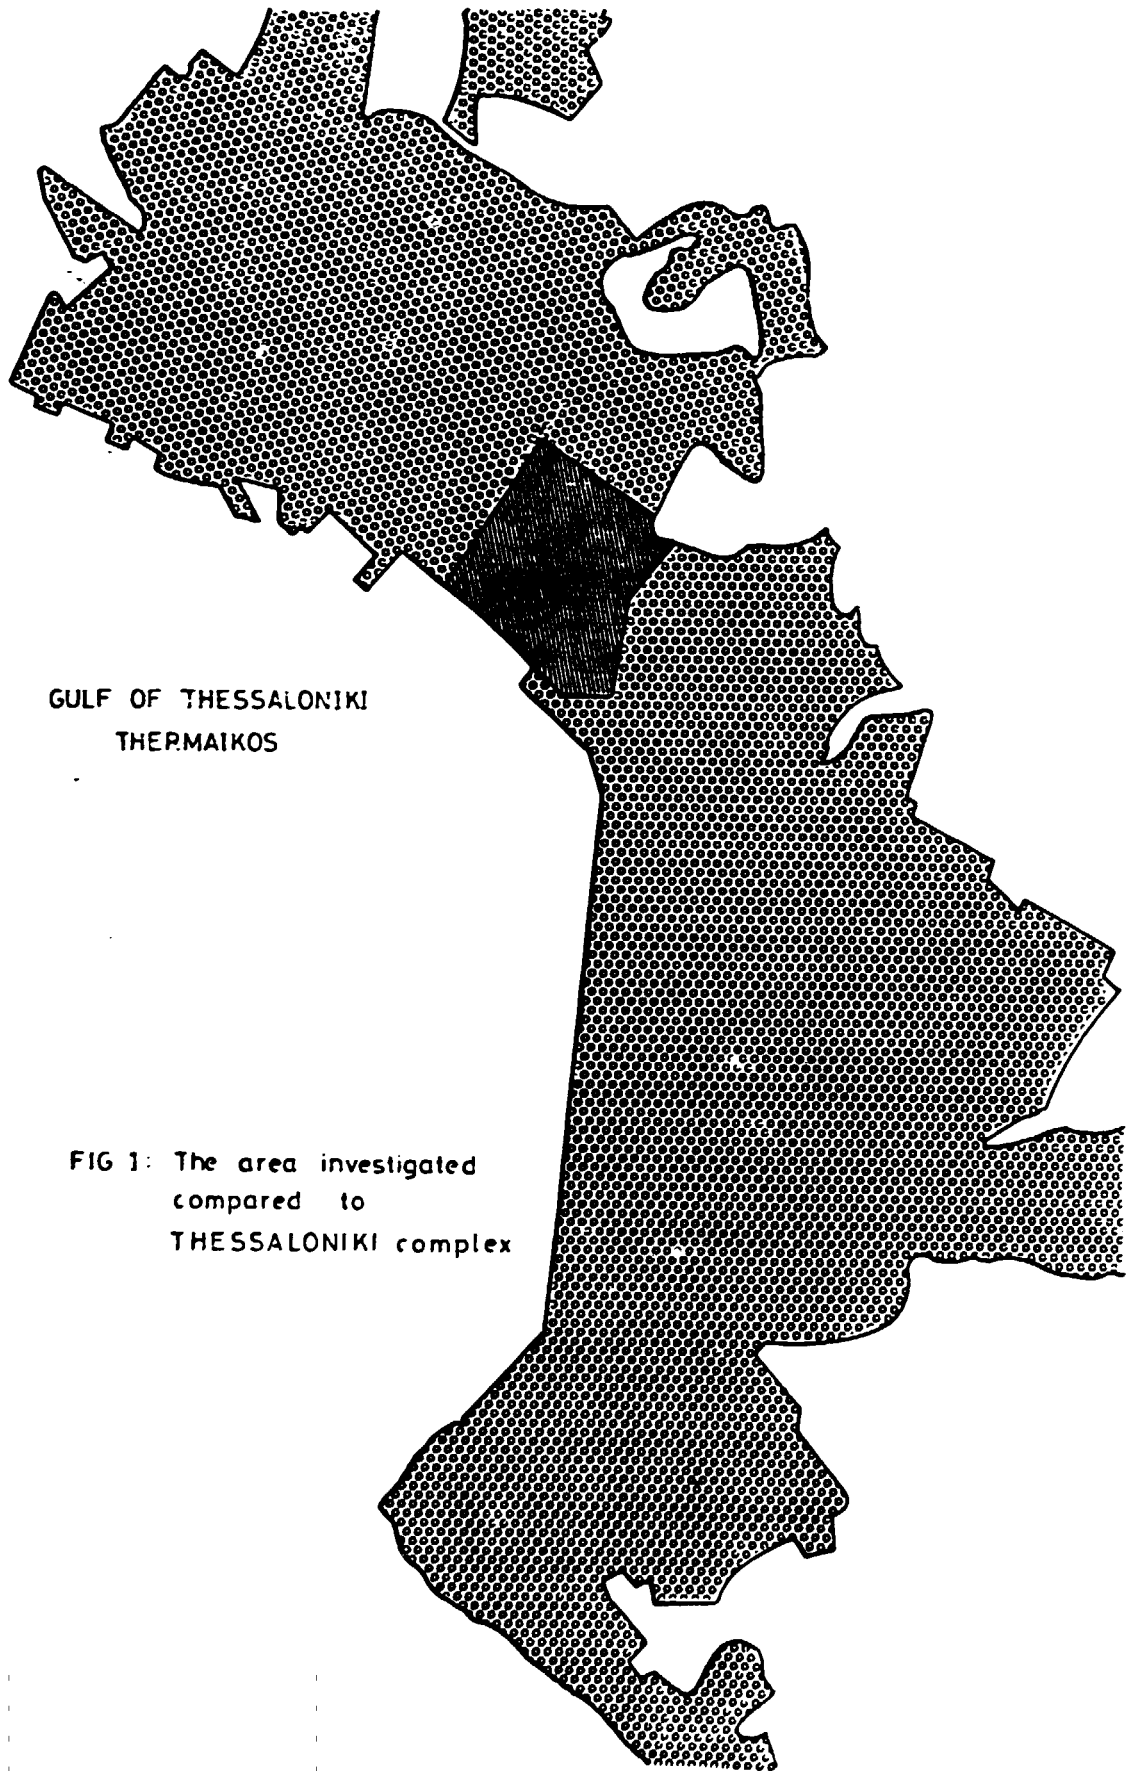 GULF OF THESSALONIKI
THERMAIKOS
FIG 1: The area investigated
compared to
THESSALONIKI complex